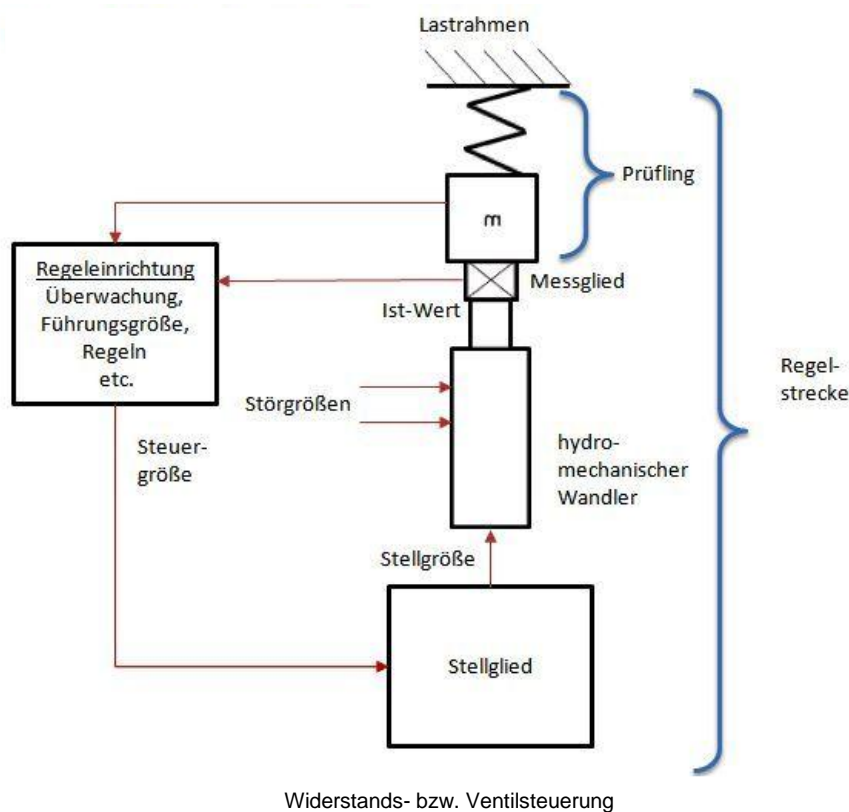 Lastrahmen
Prüfling
m
Regeleinrichtung
Überwachung,
Führungsgröße,
Regeln
etc.
Messglied
Ist-Wert
Regel-
strecke
Störgrößen
Steuer-
größe
hydro-
mechanischer
Wandler
Stellgröße
Stellglied
Widerstands- bzw. Ventilsteuerung